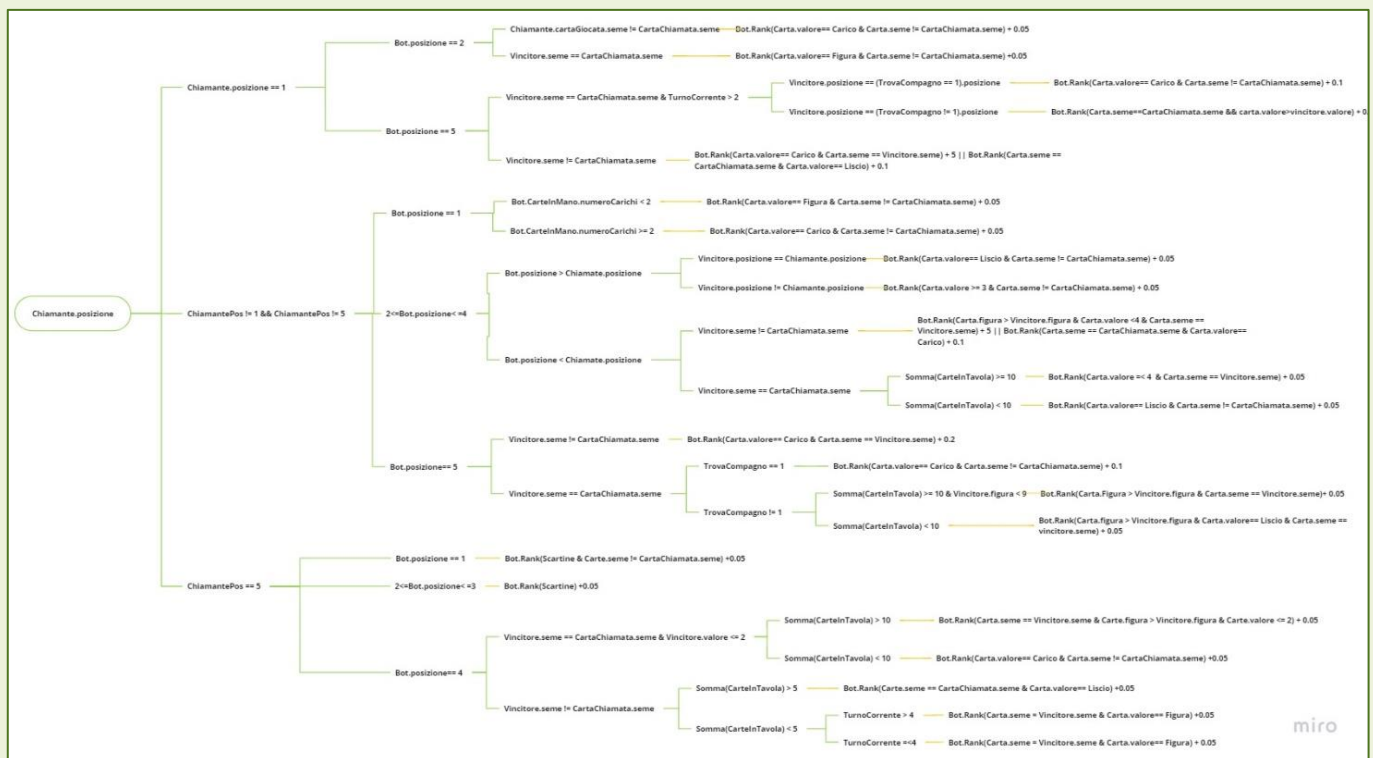 Chiamante.posizione
Chiamante.posizione == 1
Bot.posizione == 2
Chiamante.cartaGiocata.seme != CartaChiamata.seme
Bot.Rank(Carta.valore== Carico & Carta.seme != CartaChiamata.seme) + 0.05
Vincitore.seme == CartaChiamata.seme
Bot.Rank(Carta.valore== Figura & Carta.seme != CartaChiamata.seme) +0.05
Bot.posizione == 5
Vincitore.seme == CartaChiamata.seme & TurnoCorrente > 2
Vincitore.posizione == (TrovaCompagno == 1).posizione
Bot.Rank(Carta.valore== Carico & Carta.seme != CartaChiamata.seme) + 0.1
Vincitore.posizione == (TrovaCompagno != 1).posizione
Bot.Rank(Carta.seme==CartaChiamata.seme && carta.valore>vincitore.valore) + 0.
Vincitore.seme != CartaChiamata.seme
Bot.Rank(Carta.valore== Carico & Carta.seme == Vincitore.seme) + 5 || Bot.Rank(Carta.seme ==
CartaChiamata.seme & Carta.valore== Liscio) + 0.1
ChiamantePos != 1 && ChiamantePos != 5
Bot.posizione == 1
Bot.CarteInMano.numeroCarichi < 2
Bot.Rank(Carta.valore== Figura & Carta.seme != CartaChiamata.seme) + 0.05
Bot.CarteInMano.numeroCarichi >= 2
Bot.Rank(Carta.valore== Carico & Carta.seme != CartaChiamata.seme) + 0.05
2<=Bot.posizione< =4
Bot.posizione > Chiamate.posizione
Vincitore.posizione == Chiamante.posizione
Bot.Rank(Carta.valore== Liscio & Carta.seme != CartaChiamata.seme) + 0.05
Vincitore.posizione != Chiamante.posizione
Bot.Rank(Carta.valore >= 3 & Carta.seme != CartaChiamata.seme) + 0.05
Bot.posizione < Chiamate.posizione
Vincitore.seme != CartaChiamata.seme
Bot.Rank(Carta.figura > Vincitore.figura & Carta.valore <4 & Carta.seme ==
Vincitore.seme) + 5 || Bot.Rank(Carta.seme == CartaChiamata.seme & Carta.valore==
Carico) + 0.1
Vincitore.seme == CartaChiamata.seme
Somma(CarteInTavola) >= 10
Bot.Rank(Carta.valore =< 4 & Carta.seme == Vincitore.seme) + 0.05
Somma(CarteInTavola) < 10
Bot.Rank(Carta.valore== Liscio & Carta.seme != CartaChiamata.seme) + 0.05
Bot.posizione== 5
Vincitore.seme != CartaChiamata.seme
Bot.Rank(Carta.valore== Carico & Carta.seme == Vincitore.seme) + 0.2
Vincitore.seme == CartaChiamata.seme
TrovaCompagno == 1
Bot.Rank(Carta.valore== Carico & Carta.seme != CartaChiamata.seme) + 0.1
TrovaCompagno != 1
Somma(CarteInTavola) >= 10 & Vincitore.figura < 9
Bot.Rank(Carta.Figura > Vincitore.figura & Carta.seme == Vincitore.seme)+ 0.05
Somma(CarteInTavola) < 10
Bot.Rank(Carta.figura > Vincitore.figura & Carta.valore== Liscio & Carta.seme ==
vincitore.seme) + 0.05
ChiamantePos == 5
Bot.posizione == 1
Bot.Rank(Scartine & Carte.seme != CartaChiamata.seme) +0.05
2<=Bot.posizione< =3
Bot.Rank(Scartine) +0.05
Bot.posizione== 4
Vincitore.seme == CartaChiamata.seme & Vincitore.valore <= 2
Somma(CarteInTavola) > 10
Bot.Rank(Carta.seme == Vincitore.seme & Carte.figura > Vincitore.figura & Carte.valore <= 2) + 0.05
Somma(CarteInTavola) < 10
Bot.Rank(Carta.valore== Carico & Carta.seme != CartaChiamata.seme) +0.05
Vincitore.seme != CartaChiamata.seme
Somma(CarteInTavola) > 5
Bot.Rank(Carte.seme == CartaChiamata.seme & Carta.valore== Liscio) +0.05
Somma(CarteInTavola) < 5
TurnoCorrente > 4
Bot.Rank(Carta.seme = Vincitore.seme & Carta.valore== Figura) +0.05
TurnoCorrente =<4
Bot.Rank(Carta.seme = Vincitore.seme & Carta.valore== Figura) + 0.05
miro